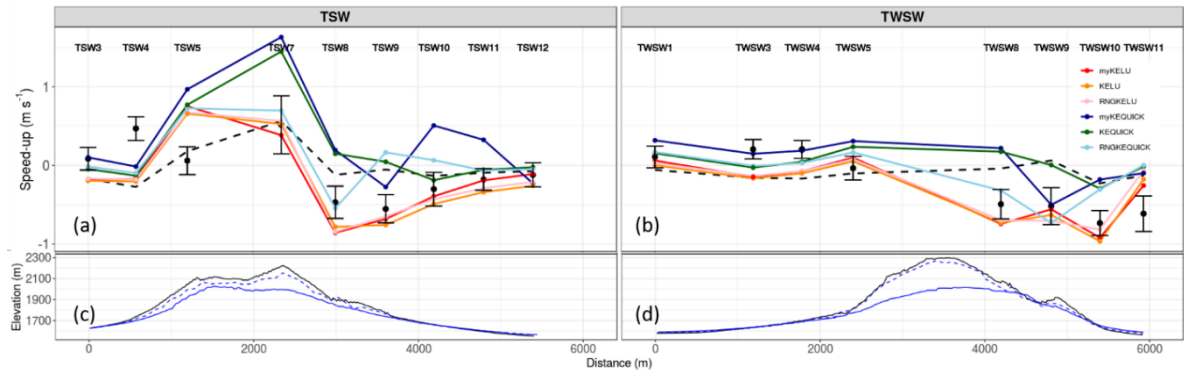 TSW
TWSW
TSW3 TSW4 TSW5 TSW7 TSW8 TSW9 TSW10 TSW11 TSW12
TWSW1 TWSW3 TWSW4 TWSW5 TWSW8 TWSW9 TWSW10 TWSW11
Speed-up (m s⁻¹)
1
0
-1
myKELU
KELU
RNGKELU
myKEQUICK
KEQUICK
RNGKEQUICK
(a)
(b)
Elevation (m)
2300
2100
1900
1700
(c)
(d)
0 2000 4000 6000 0 2000 4000 6000
Distance (m)